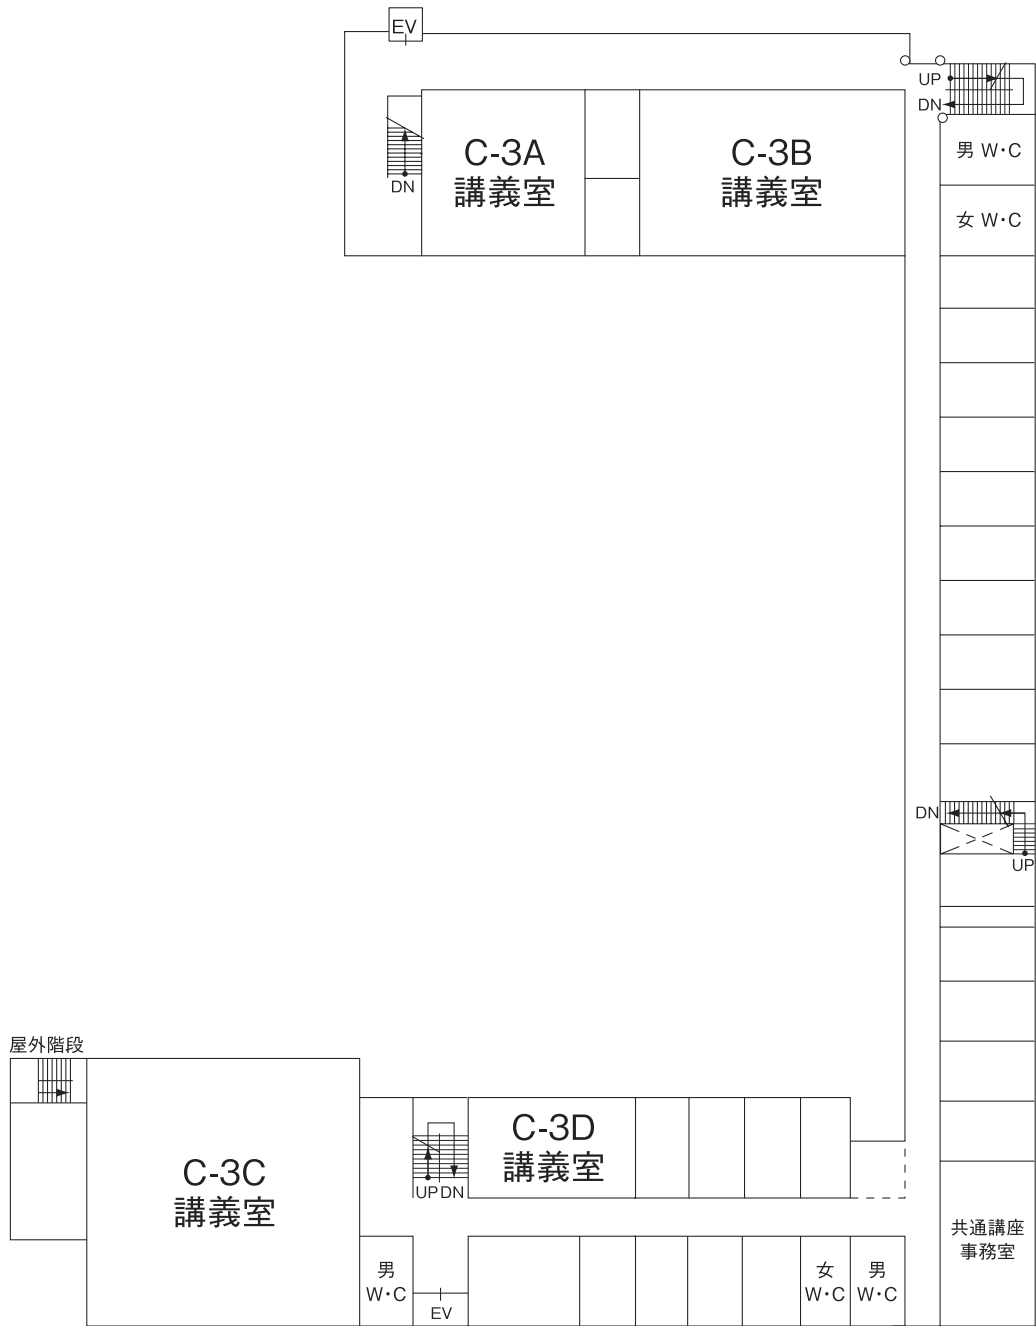 EV
UP
DN
C-3A
講義室
C-3B
講義室
DN
男 W・C
女 W・C
DN
UP
屋外階段
C-3C
講義室
C-3D
講義室
UP DN
共通講座
事務室
男
W・C
EV
女
W・C
男
W・C